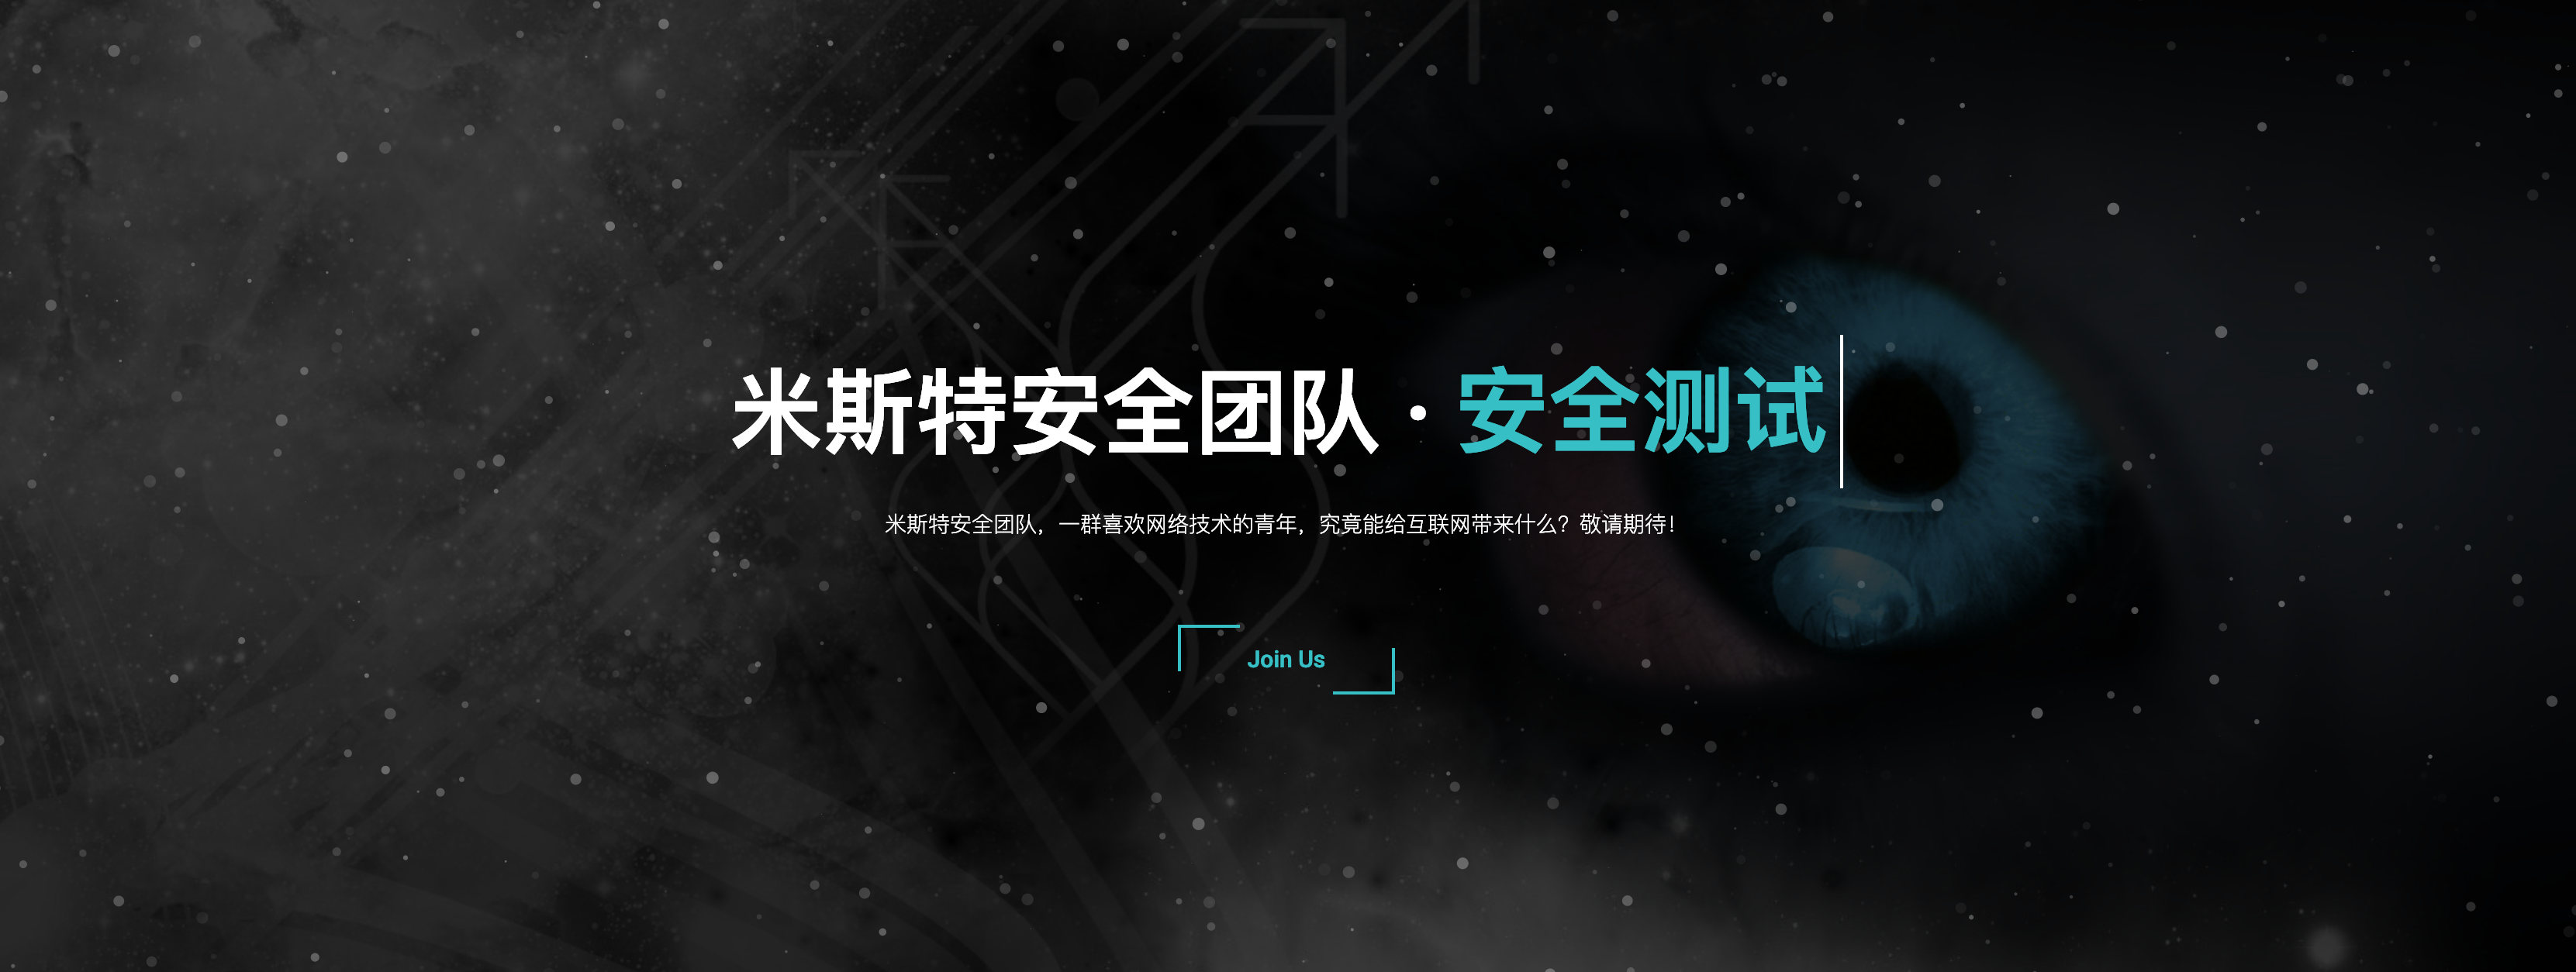 米斯特安全团队 · 安全测试
米斯特安全团队，一群喜欢网络技术的青年，究竟能给互联网带来什么？敬请期待！
Join Us